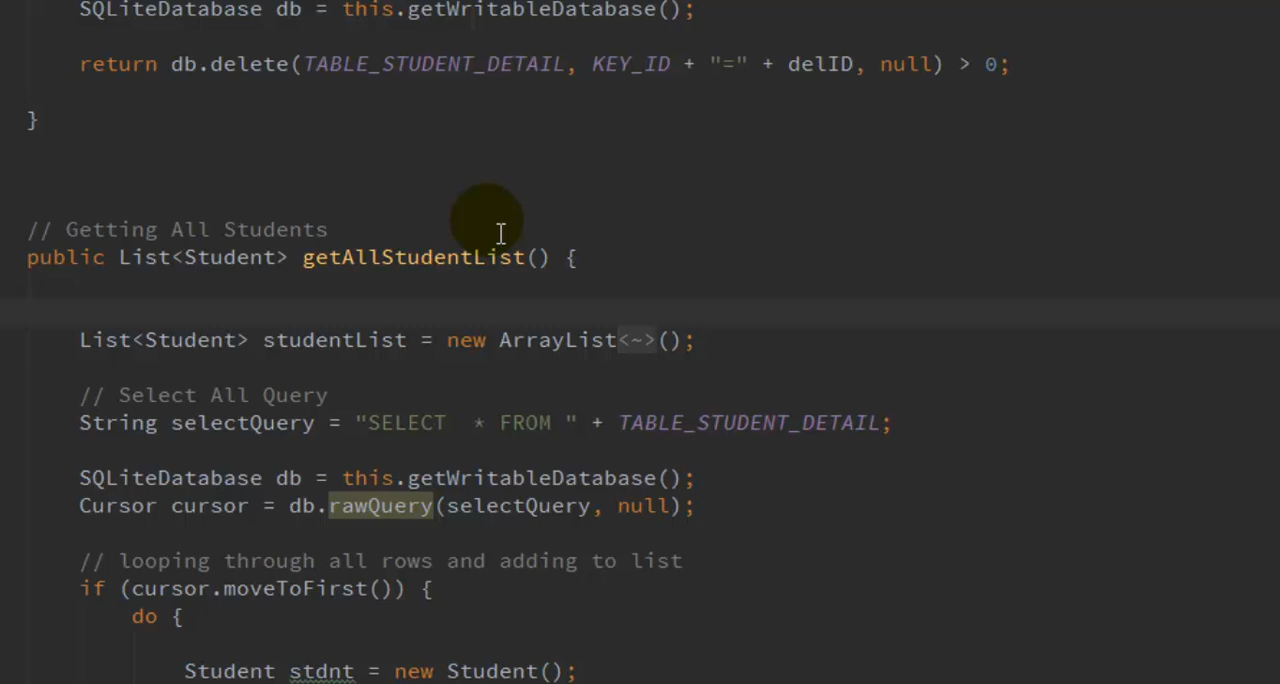 SQLiteDatabase db = this.getWritableDatabase();
return db.delete(TABLE_STUDENT_DETAIL, KEY_ID + "=" + delID, null) > 0;
}
// Getting All Students
public List<Student> getAllStudentList() {
List<Student> studentList = new ArrayList<~>();
// Select All Query
String selectQuery = "SELECT  * FROM " + TABLE_STUDENT_DETAIL;
SQLiteDatabase db = this.getWritableDatabase();
Cursor cursor = db.rawQuery(selectQuery, null);
// looping through all rows and adding to list
if (cursor.moveToFirst()) {
do {
Student stdnt = new Student();